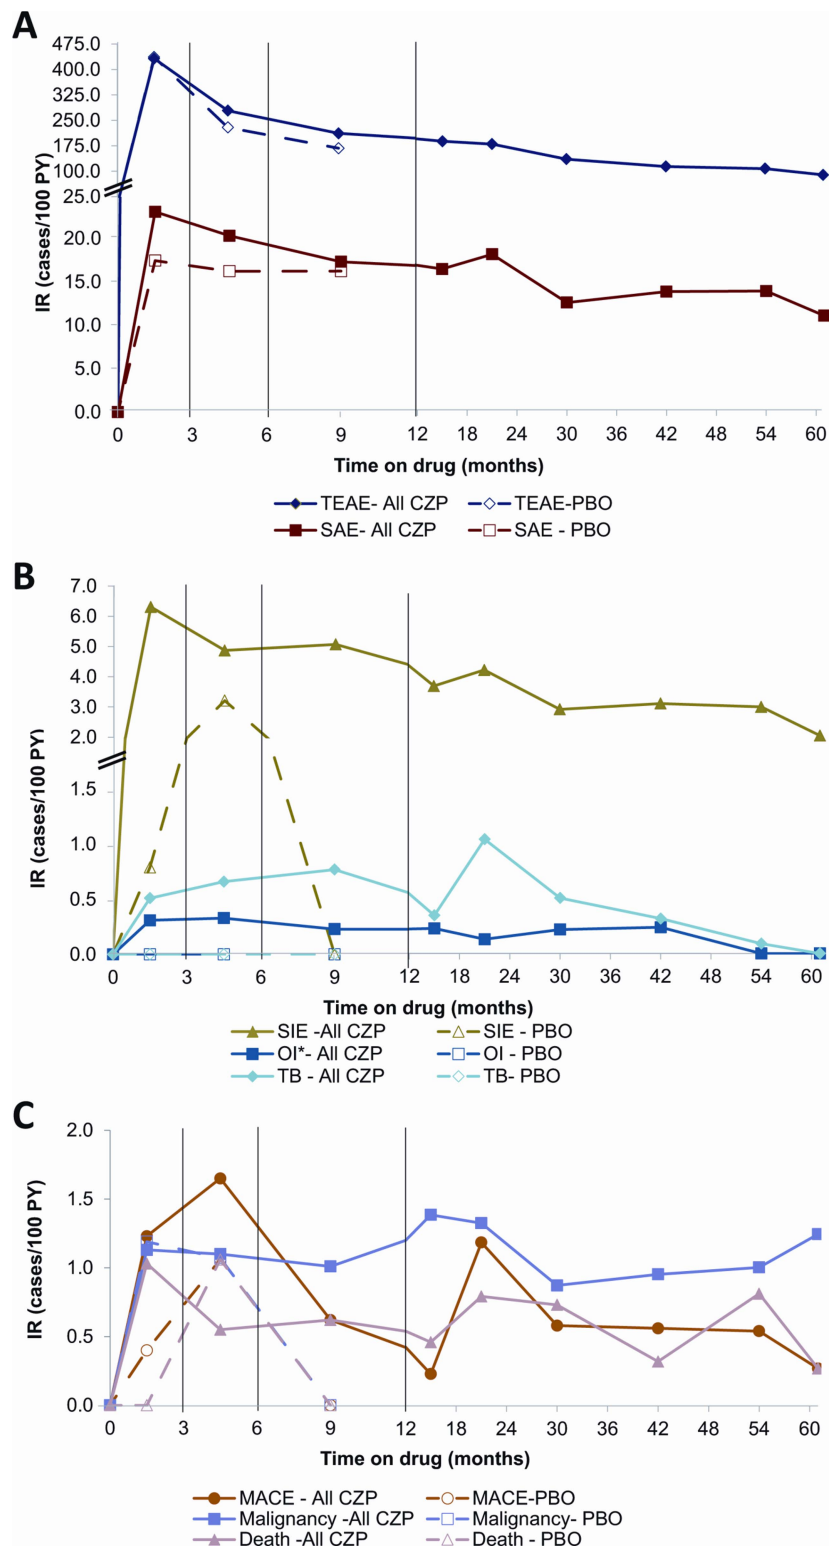 A
475.0
400.0
325.0
250.0
175.0
100.0
25.0
20.0
15.0
10.0
5.0
0.0
IR (cases/100 PY)
0 3 6 9 12 18 24 30 36 42 48 54 60
Time on drug (months)
TEAE- All CZP TEAE-PBO
SAE- All CZP SAE - PBO
B
7.0
6.0
5.0
4.0
3.0
2.0
1.5
1.0
0.5
0.0
IR (cases/100 PY)
0 3 6 9 12 18 24 30 36 42 48 54 60
Time on drug (months)
SIE -All CZP SIE - PBO
OI*- All CZP OI - PBO
TB - All CZP TB- PBO
C
2.0
1.5
1.0
0.5
0.0
IR (cases/100 PY)
0 3 6 9 12 18 24 30 36 42 48 54 60
Time on drug (months)
MACE - All CZP MACE-PBO
Malignancy -All CZP Malignancy- PBO
Death -All CZP Death - PBO